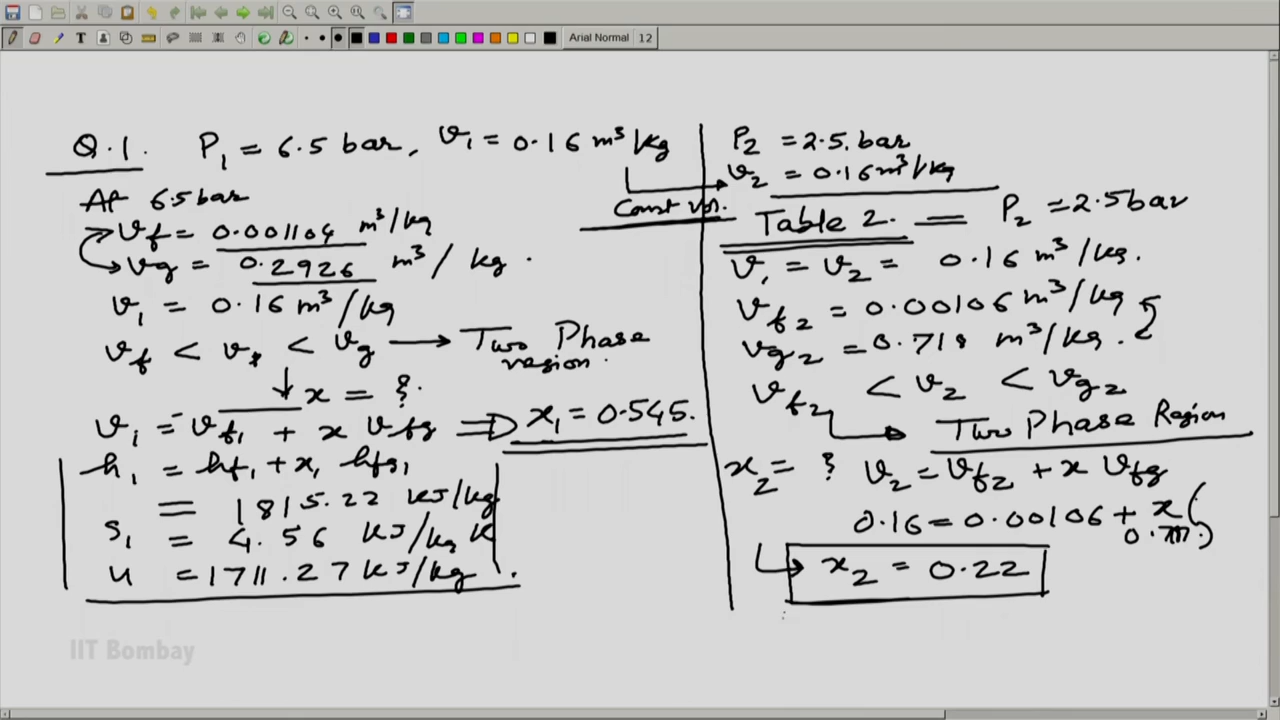 Arial Normal 12
Q.1. P₁ = 6.5 bar, v₁ = 0.16 m³/kg
At 6.5 bar
vf = 0.001104 m³/kg
vg = 0.2926 m³/kg.
v₁ = 0.16 m³/kg
vf < v₁ < vg → Two Phase
region.
↓ x = ?
v₁ = vf₁ + x vfg ⇒ x₁ = 0.545.
h₁ = hf₁ + x₁ hfg₁
= 1815.22 kJ/kg
s₁ = 4.56 kJ/kg K
u = 1711.27 kJ/kg.
Const vol.
P₂ = 2.5 bar
v₂ = 0.16 m³/kg
Table 2. = P₂ = 2.5 bar
v₁ = v₂ = 0.16 m³/kg.
vf₂ = 0.00106 m³/kg
vg₂ = 0.718 m³/kg.
vf₂ < v₂ < vg₂
→ Two Phase Region
x₂ = ? v₂ = vf₂ + x vfg
0.16 = 0.00106 + x(
x₂ = 0.22
IIT Bombay